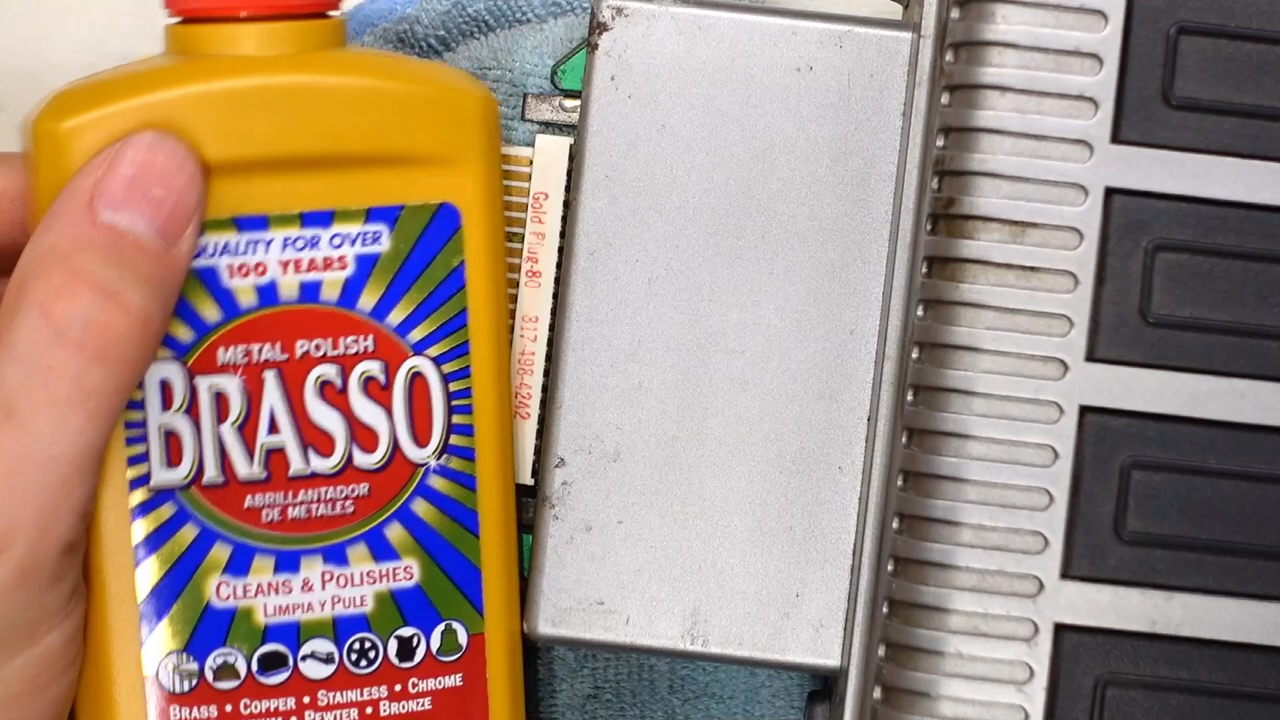 QUALITY FOR OVER
100 YEARS
METAL POLISH
BRASSO
ABRILLANTADOR
DE METALES
CLEANS & POLISHES
LIMPIA Y PULE
BRASS • COPPER • STAINLESS • CHROME
• PEWTER • BRONZE
Gold Plug-80 817-498-4242